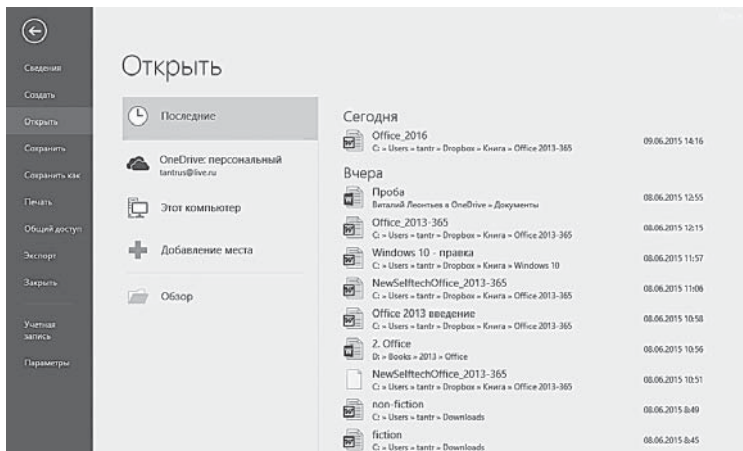 Сведения
Создать
Открыть
Сохранить
Сохранить как
Печать
Общий доступ
Экспорт
Закрыть
Учетная
запись
Параметры
Открыть
Последние
OneDrive: персональный
tantrus@live.ru
Этот компьютер
Добавление места
Обзор
Сегодня
Office_2016
C: » Users » tantr » Dropbox » Книга » Office 2013-365
09.06.2015 14:16
Вчера
Проба
Виталий Леонтьев в OneDrive » Документы
08.06.2015 12:55
Office_2013-365
C: » Users » tantr » Dropbox » Книга » Office 2013-365
08.06.2015 12:15
Windows 10 - правка
C: » Users » tantr » Dropbox » Книга » Windows 10
08.06.2015 11:57
NewSelftechOffice_2013-365
C: » Users » tantr » Dropbox » Книга » Office 2013-365
08.06.2015 11:06
Office 2013 введение
C: » Users » tantr » Dropbox » Книга » Office 2013-365
08.06.2015 10:58
2. Office
D: » Books » 2013 » Office
08.06.2015 10:56
NewSelftechOffice_2013-365
C: » Users » tantr » Dropbox » Книга » Office 2013-365
08.06.2015 10:51
non-fiction
C: » Users » tantr » Downloads
08.06.2015 8:49
fiction
C: » Users » tantr » Downloads
08.06.2015 8:45